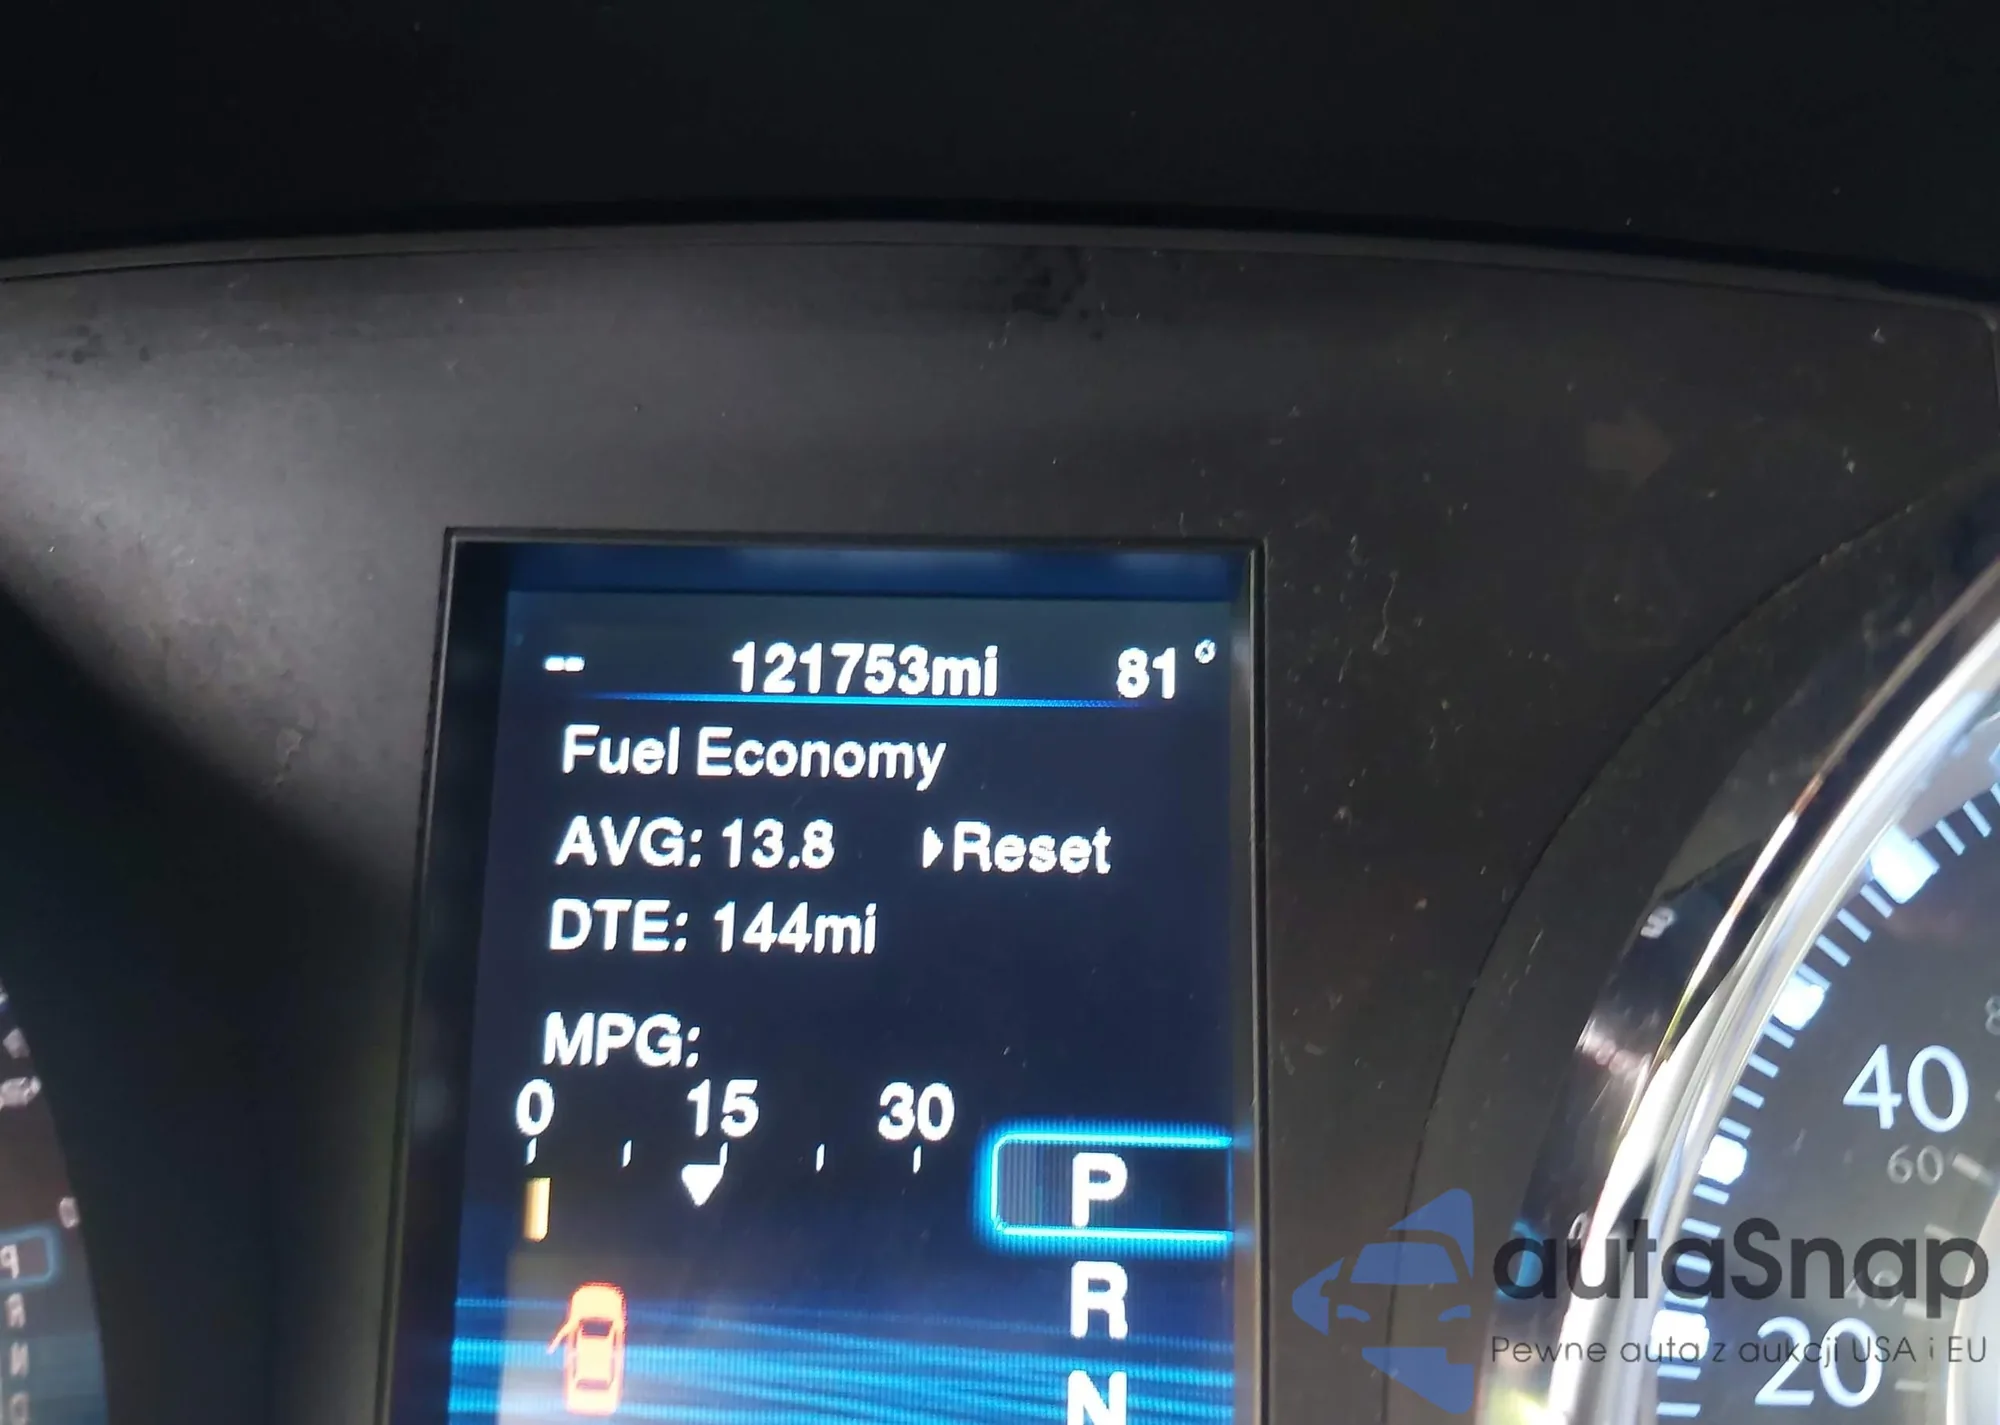 -- 121753mi 81°
Fuel Economy
AVG: 13.8 Reset
DTE: 144mi
MPG:
0 15 30
P
R
N
40
60
20
autaSnap
Pewne auta z aukcji USA i EU